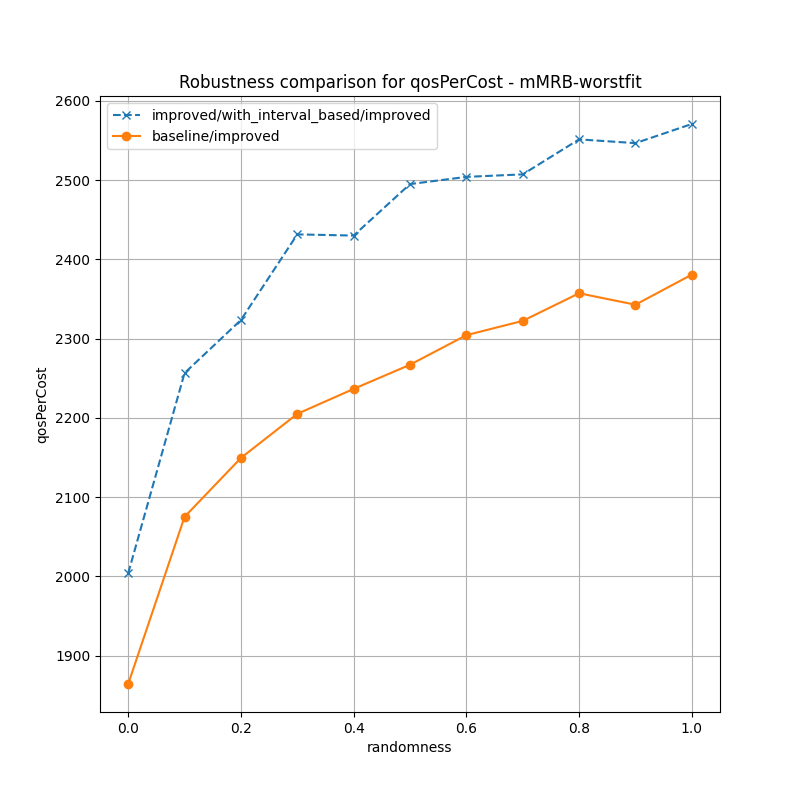 Robustness comparison for qosPerCost - mMRB-worstfit
improved/with_interval_based/improved
baseline/improved
2600
2500
2400
2300
2200
2100
2000
1900
qosPerCost
0.0 0.2 0.4 0.6 0.8 1.0
randomness